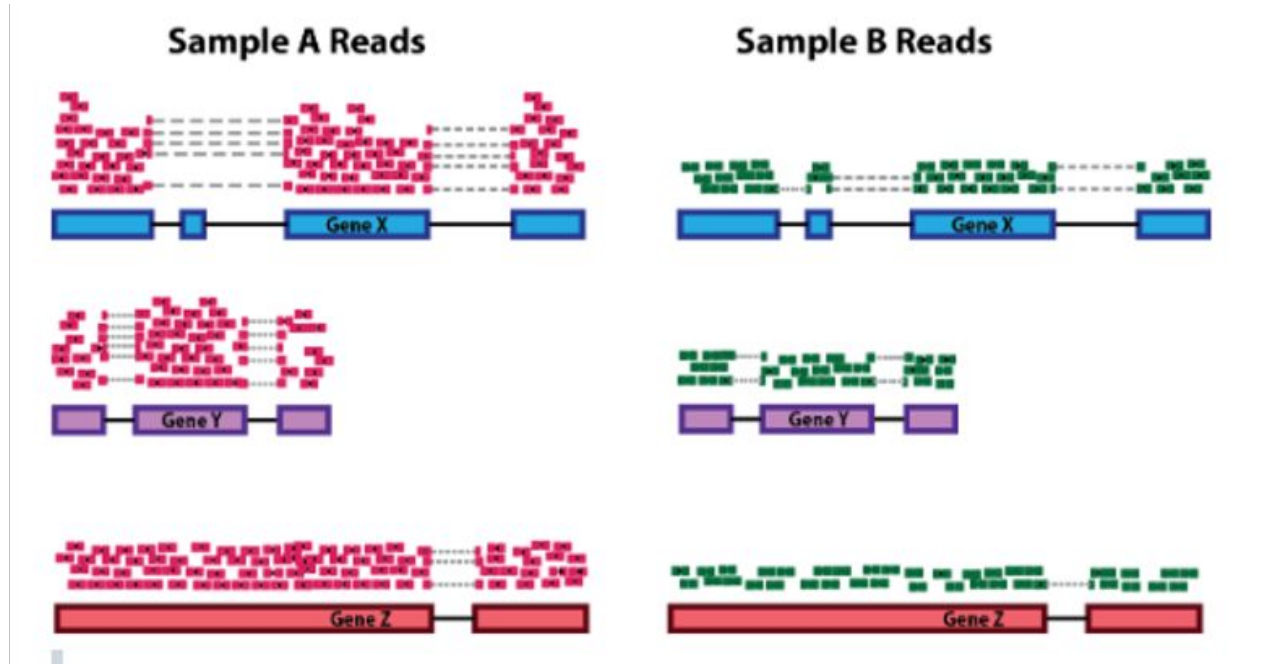 Sample A Reads
Sample B Reads
Gene X
Gene X
Gene Y
Gene Y
Gene Z
Gene Z